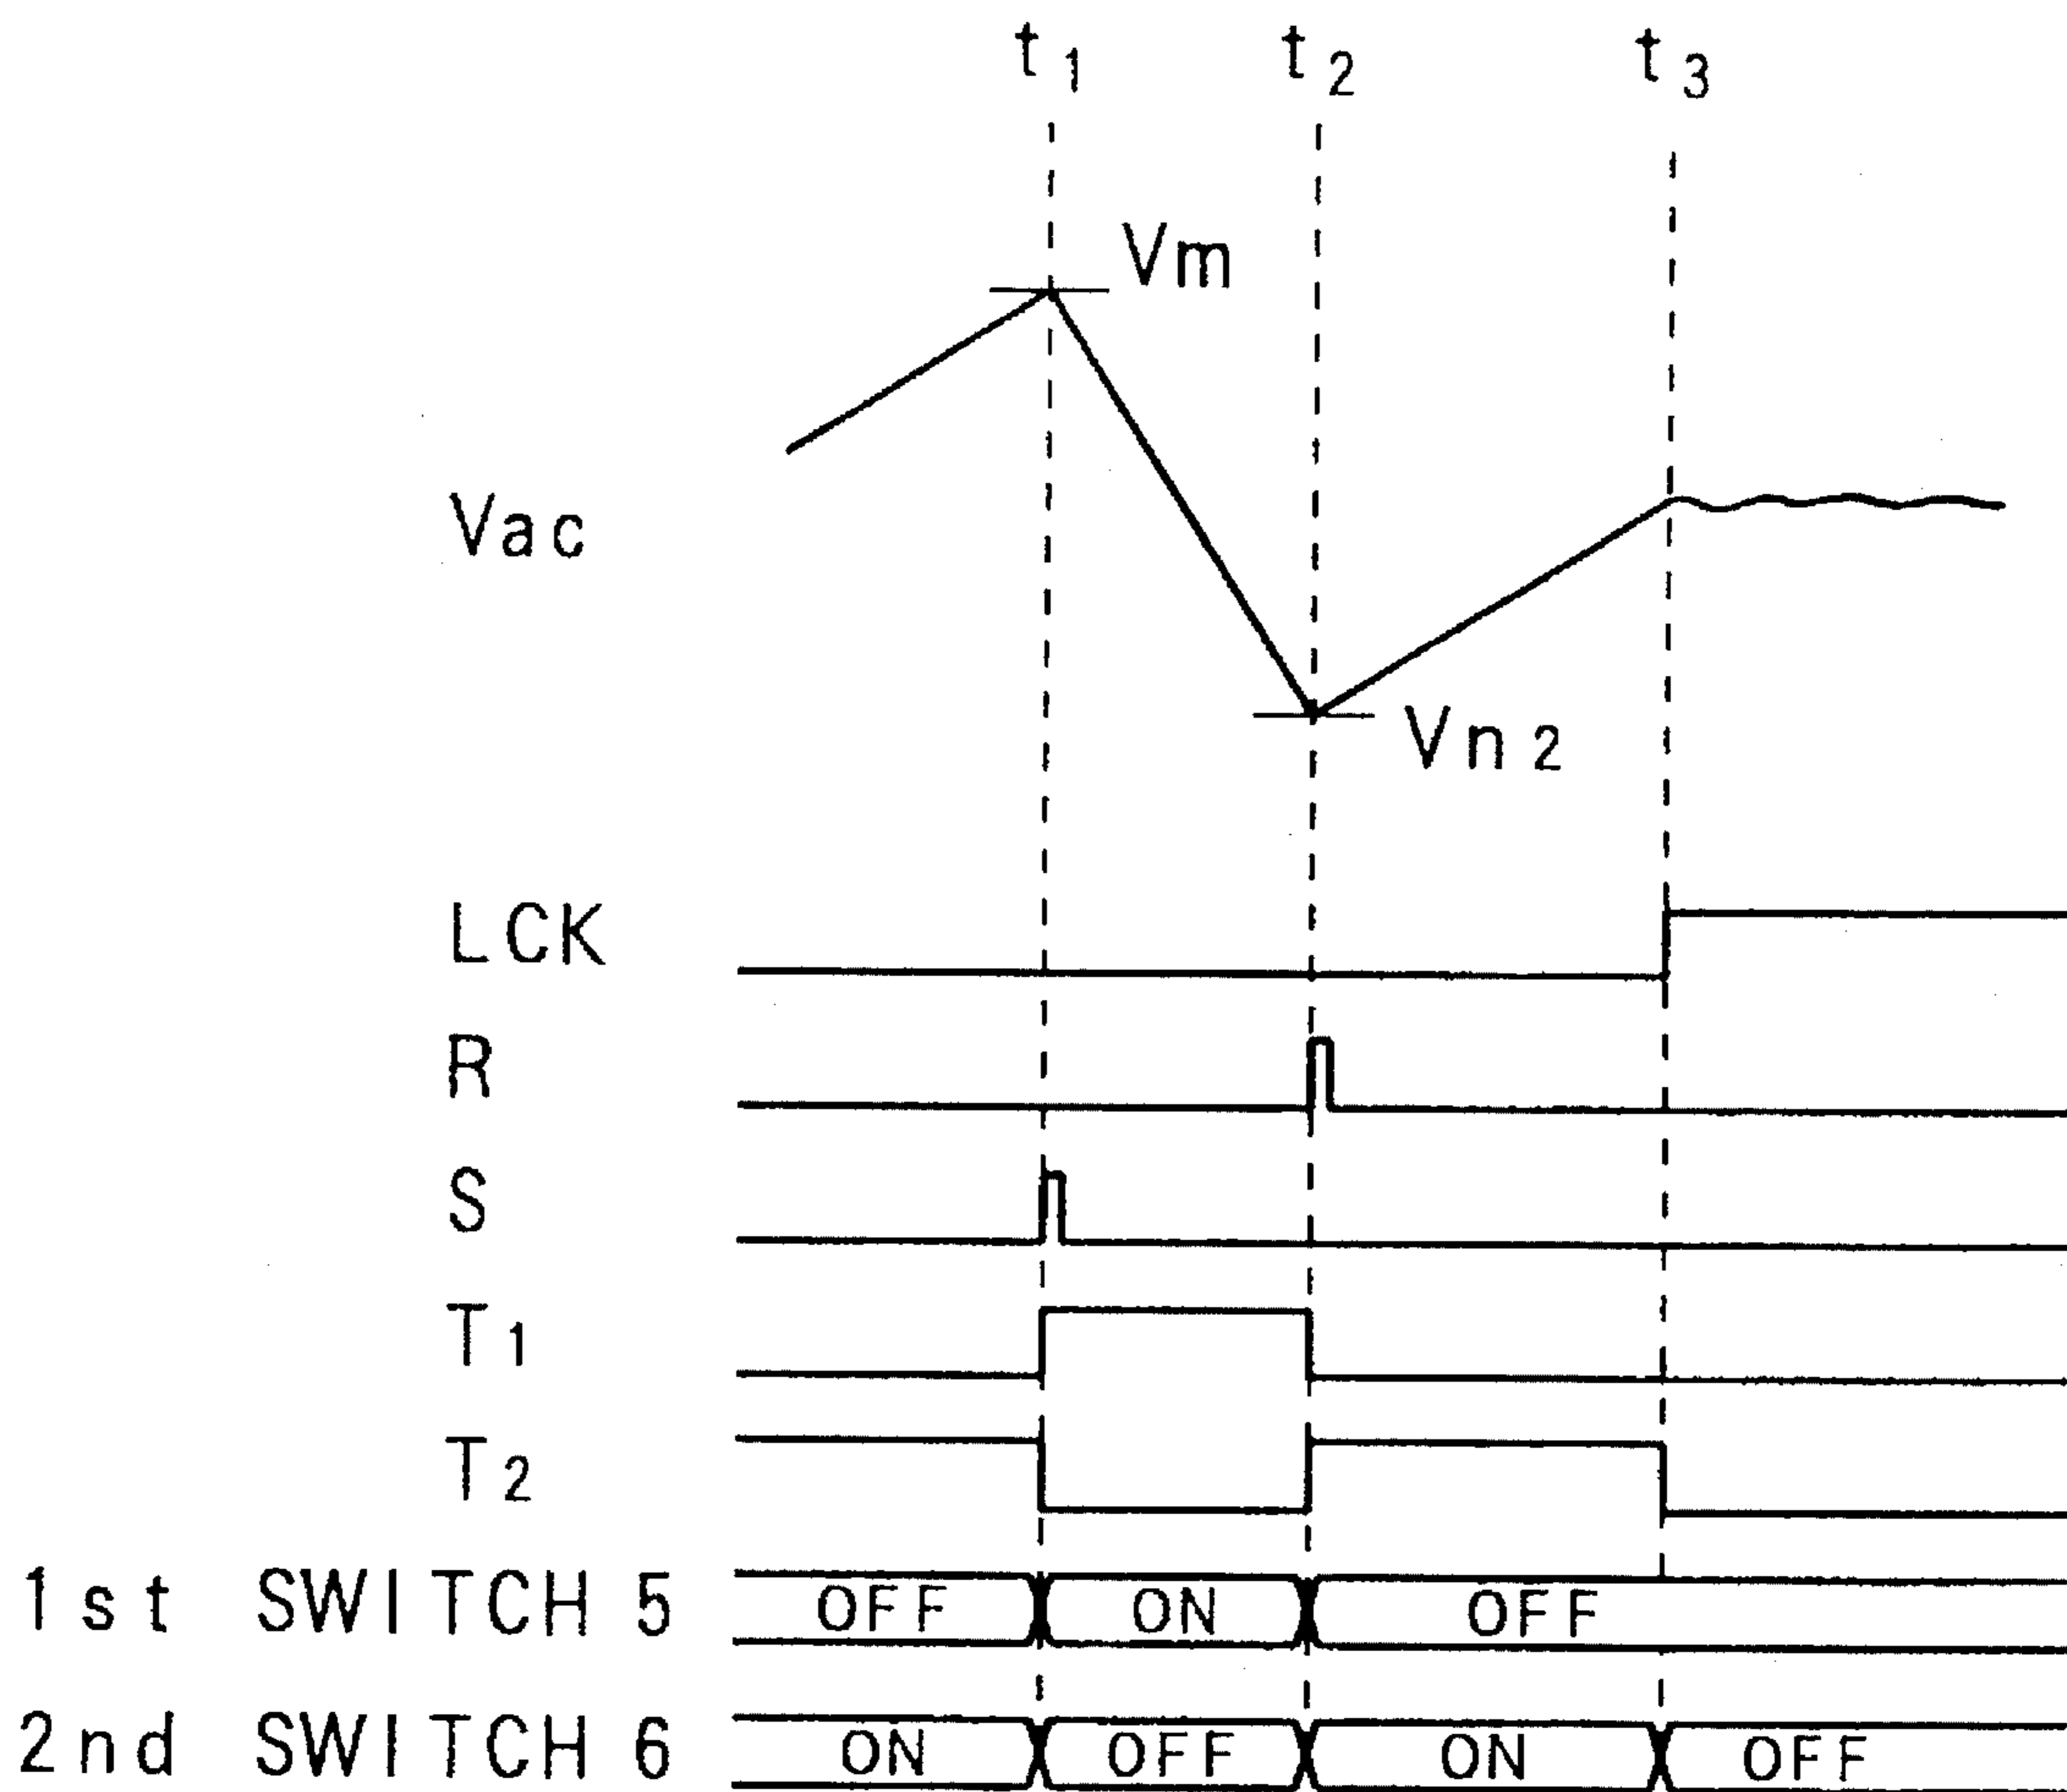 t1 t2 t3
Vm
Vac
Vn2
LCK
R
S
T1
T2
1st SWITCH 5 OFF ON OFF
2nd SWITCH 6 ON OFF ON OFF